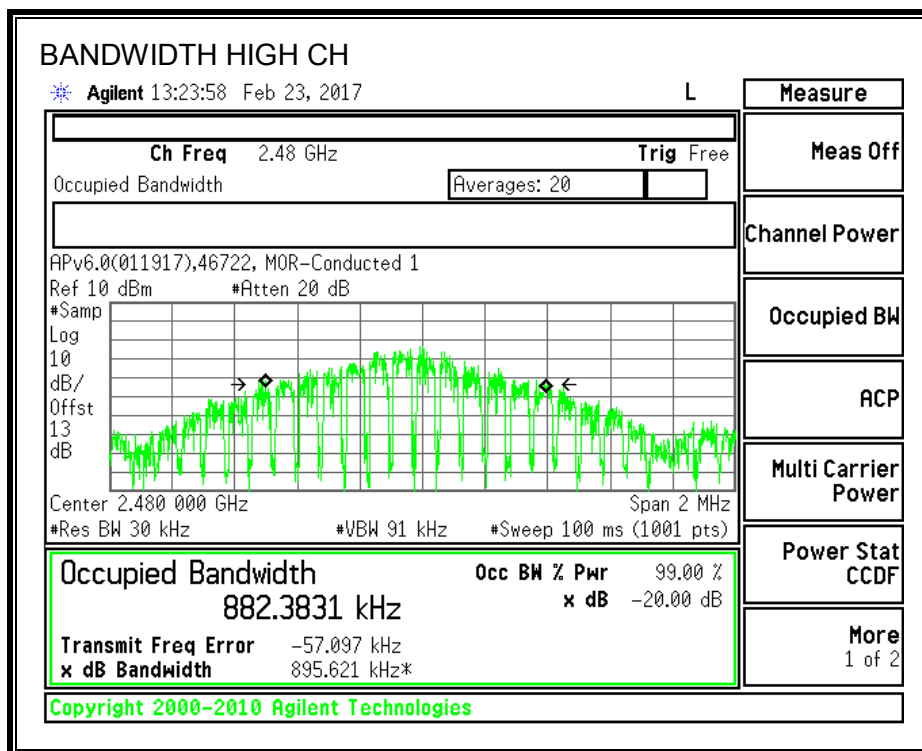 BANDWIDTH HIGH CH
Agilent 13:23:58 Feb 23, 2017 L
Measure
Ch Freq 2.48 GHz Trig Free
Meas Off
Occupied Bandwidth Averages: 20
Channel Power
APv6.0(011917),46722, MOR-Conducted 1
Ref 10 dBm #Atten 20 dB
#Samp
Log
10
dB/
Offst
13
dB
Occupied BW
ACP
Multi Carrier
Power
Center 2.480 000 GHz Span 2 MHz
#Res BW 30 kHz #VBW 91 kHz #Sweep 100 ms (1001 pts)
Power Stat
CCDF
Occupied Bandwidth Occ BW % Pwr 99.00 %
882.3831 kHz x dB -20.00 dB
Transmit Freq Error -57.097 kHz
x dB Bandwidth 895.621 kHz*
More
1 of 2
Copyright 2000-2010 Agilent Technologies